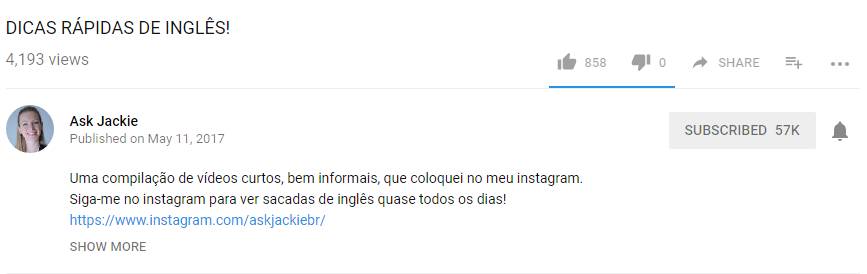 DICAS RÁPIDAS DE INGLÊS!
4,193 views
858 0 SHARE
Ask Jackie
Published on May 11, 2017
SUBSCRIBED 57K
Uma compilação de vídeos curtos, bem informais, que coloquei no meu instagram.
Siga-me no instagram para ver sacadas de inglês quase todos os dias!
https://www.instagram.com/askjackiebr/
SHOW MORE